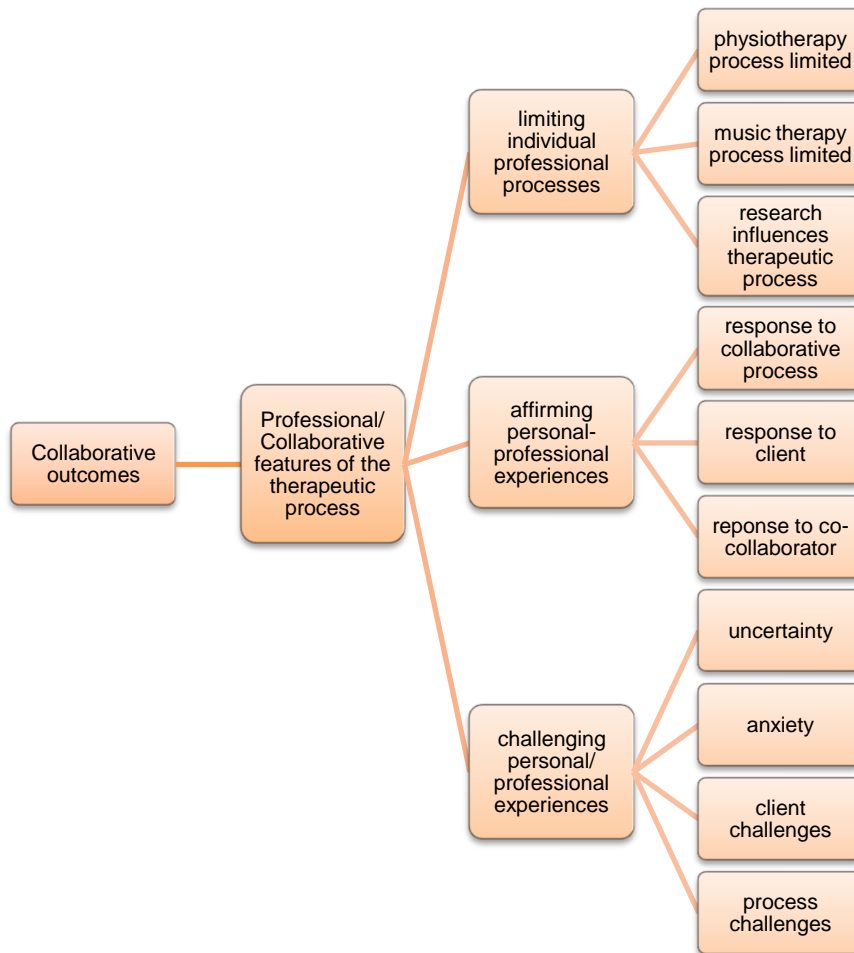 Collaborative
outcomes
Professional/
Collaborative
features of the
therapeutic
process
limiting
individual
professional
processes
physiotherapy
process limited
music therapy
process limited
research
influences
therapeutic
process
affirming
personal-
professional
experiences
response to
collaborative
process
response to
client
reponse to co-
collaborator
challenging
personal/
professional
experiences
uncertainty
anxiety
client
challenges
process
challenges